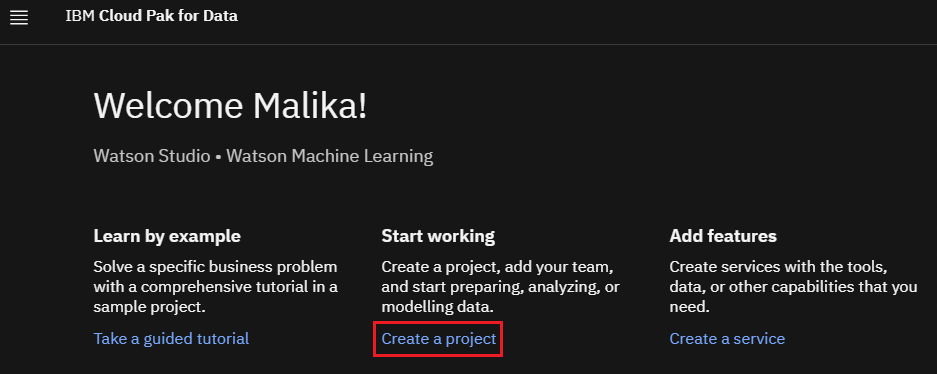 IBM Cloud Pak for Data
Welcome Malika!
Watson Studio • Watson Machine Learning
Learn by example
Solve a specific business problem
with a comprehensive tutorial in a
sample project.
Take a guided tutorial
Start working
Create a project, add your team,
and start preparing, analyzing, or
modelling data.
Create a project
Add features
Create services with the tools,
data, or other capabilities that you
need.
Create a service